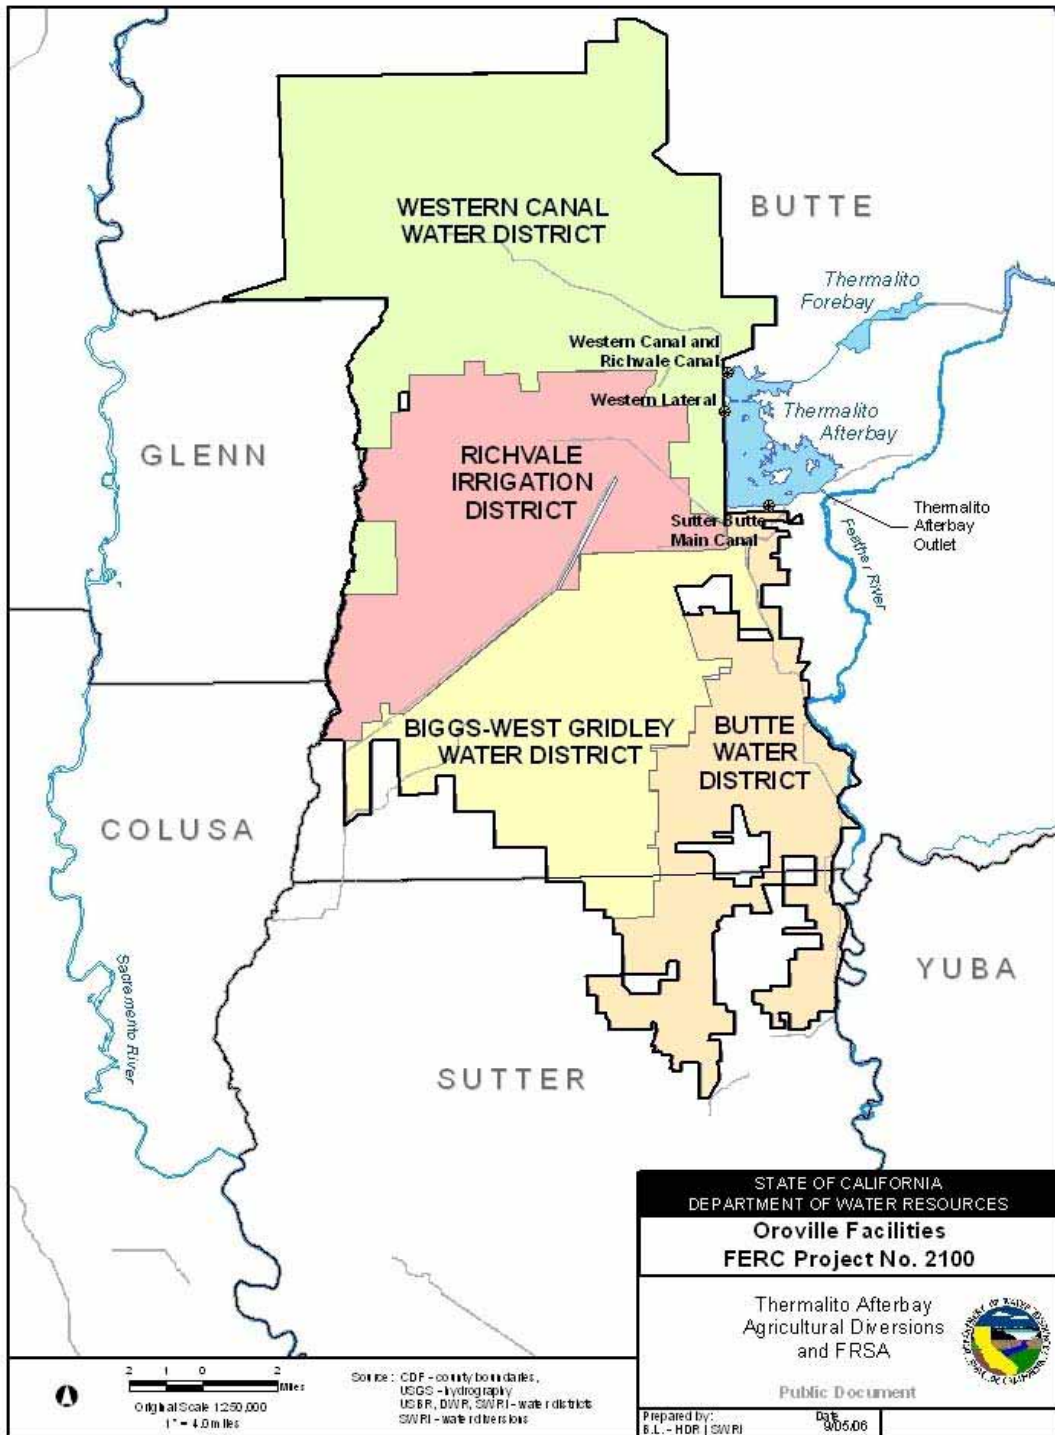 WESTERN CANAL
WATER DISTRICT
BUTTE
Thermalito
Forebay
Western Canal and
Richvale Canal
Western Lateral
Thermalito
Afterbay
GLENN
RICHVALE
IRRIGATION
DISTRICT
Sutter Butte
Main Canal
Thermalito
Afterbay
Outlet
Feather River
BIGGS-WEST GRIDLEY
WATER DISTRICT
BUTTE
WATER
DISTRICT
COLUSA
Sacramento River
YUBA
SUTTER
STATE OF CALIFORNIA
DEPARTMENT OF WATER RESOURCES
Oroville Facilities
FERC Project No. 2100
Thermalito Afterbay
Agricultural Diversions
and FRSA
Public Document
Prepared by:
B.L. - HDR | SWRI
Date
9/05/06
2 1 0 2
Miles
Original Scale 1:250,000
1" = 4.0 miles
Source: CDF - county boundaries,
USGS - hydrography
USBR, DWR, SWRI - water districts
SWRI - water diversions